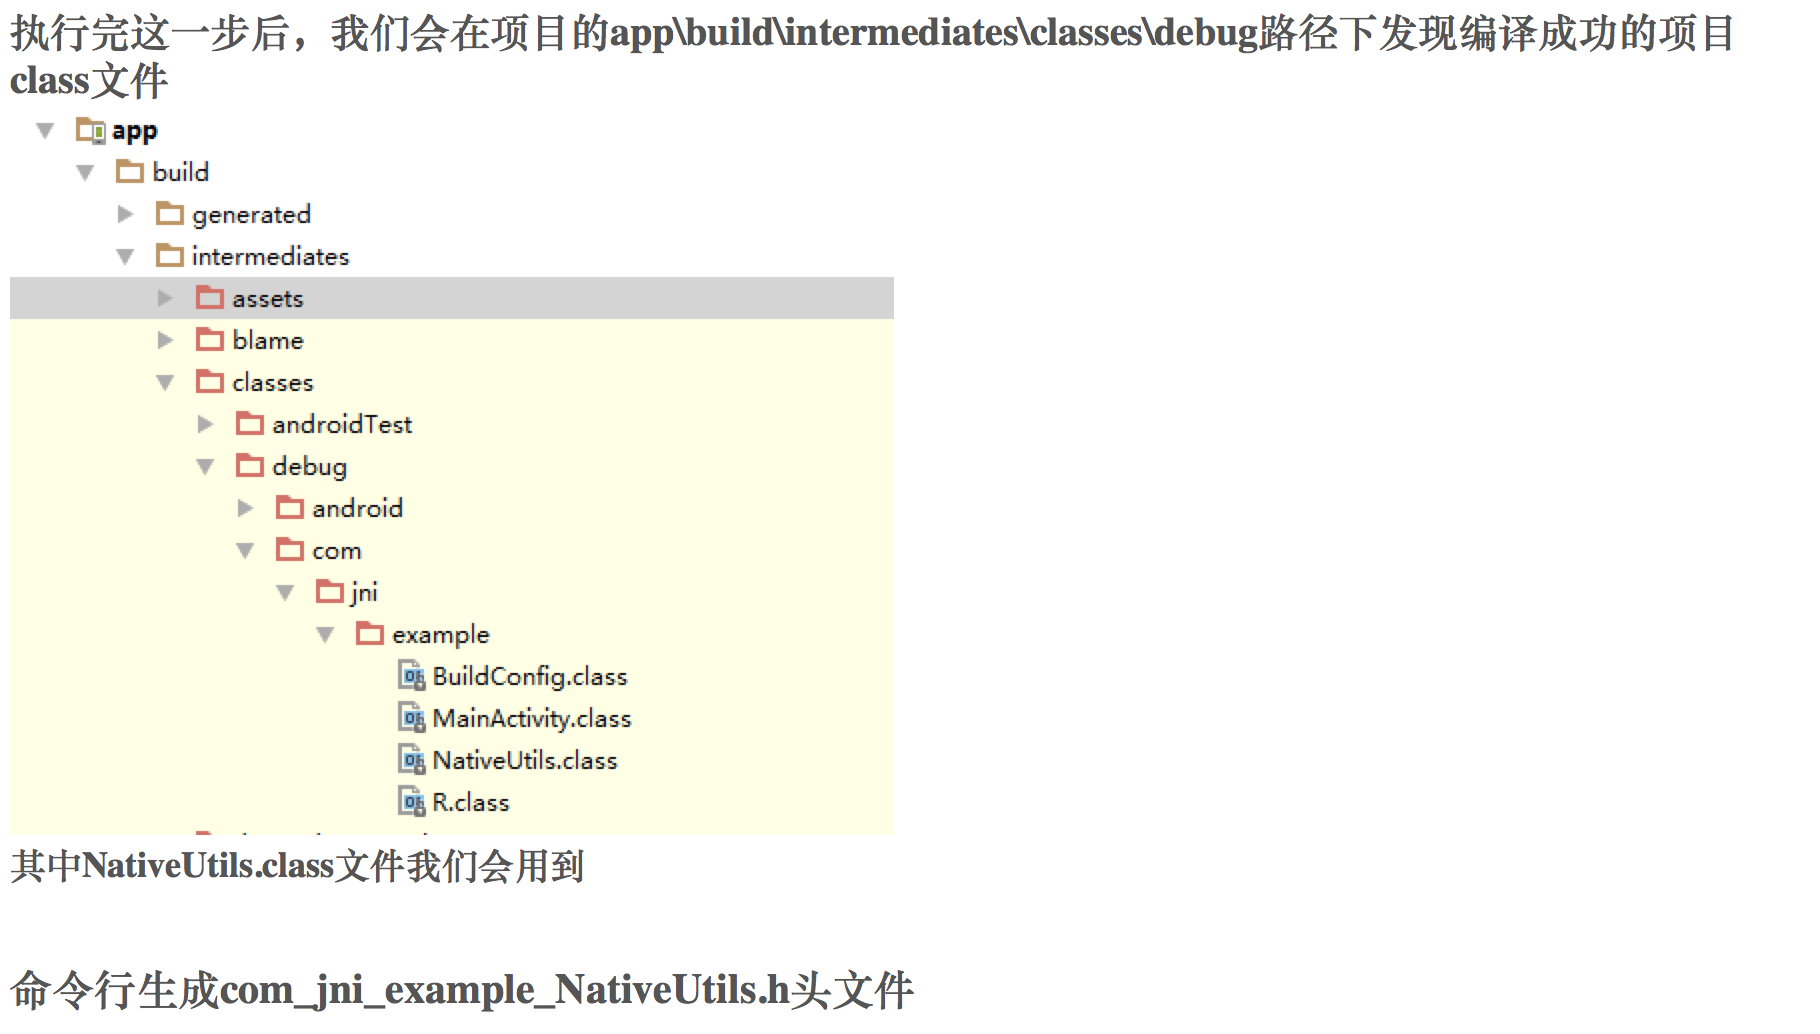 执行完这一步后，我们会在项目的app\build\intermediates\classes\debug路径下发现编译成功的项目
class文件
app
build
generated
intermediates
assets
blame
classes
androidTest
debug
android
com
jni
example
BuildConfig.class
MainActivity.class
NativeUtils.class
R.class
其中NativeUtils.class文件我们会用到
命令行生成com_jni_example_NativeUtils.h头文件